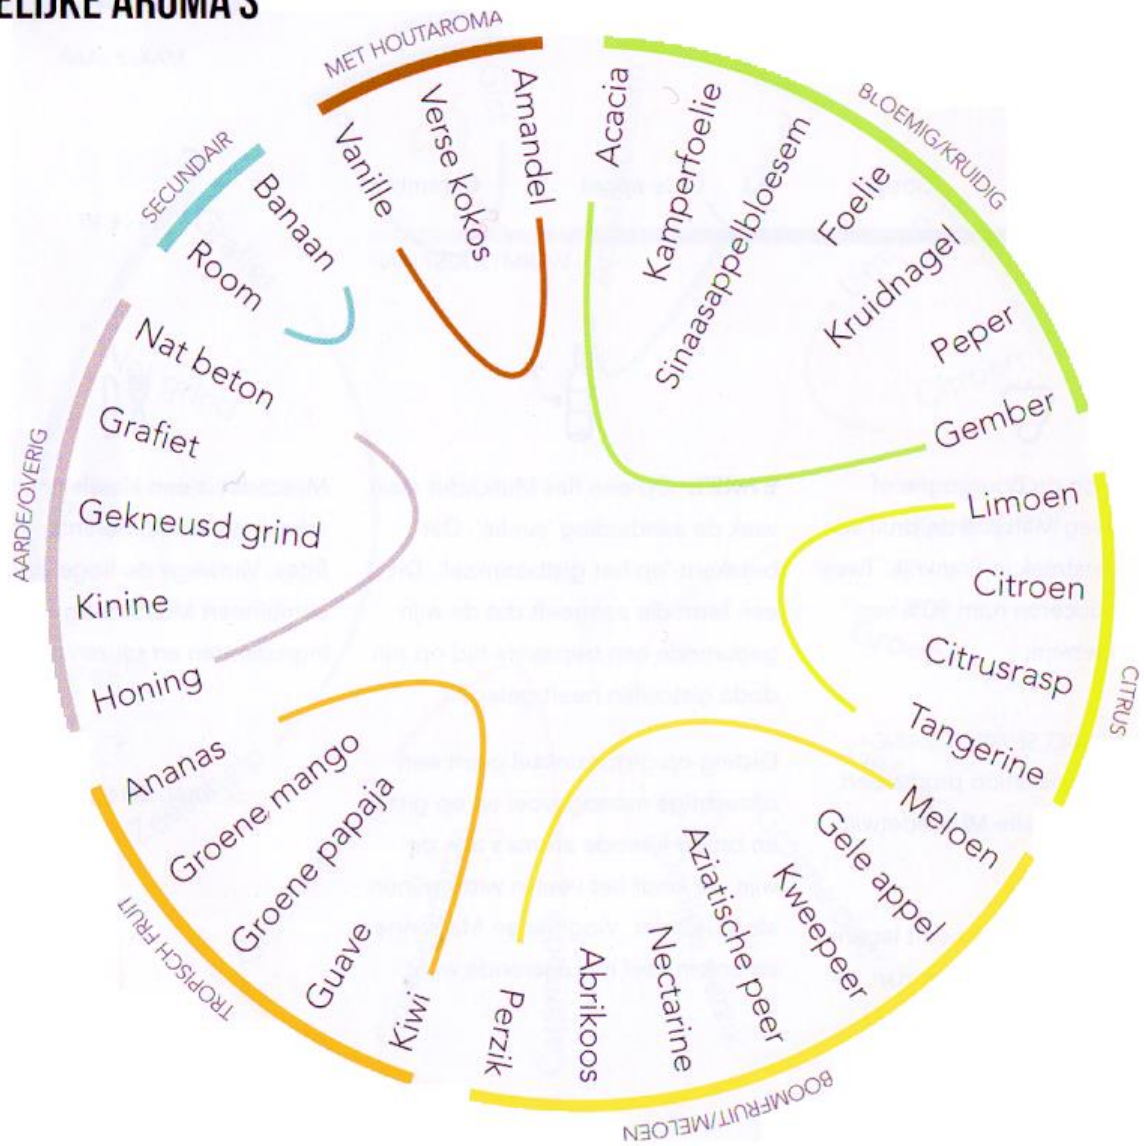 ELIJKE AROMA'S
MET HOUTAROMA
Vanille
Verse kokos
Amandel
BLOEMIG/KRUIDIG
Acacia
Kamperfoelie
Sinaasappelbloesem
Foelie
Kruidnagel
Peper
Gember
CITRUS
Limoen
Citroen
Citrusrasp
Tangerine
BOOMFRUIT/MELOEN
Meloen
Gele appel
Kweepeer
Aziatische peer
Nectarine
Abrikoos
Perzik
TROPISCH FRUIT
Kiwi
Guave
Groene papaja
Groene mango
Ananas
AARDE/OVERIG
Honing
Kinine
Gekneusd grind
Grafiet
Nat beton
SECUNDAIR
Room
Banaan